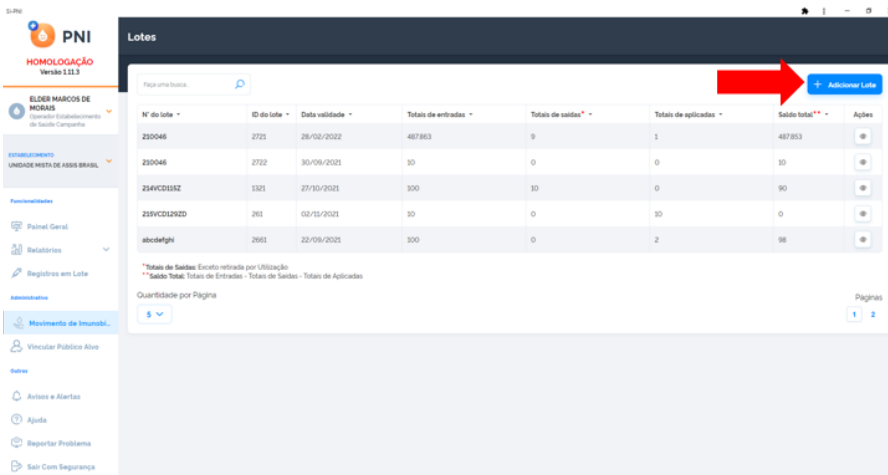 Si-PNI
PNI
HOMOLOGAÇÃO
Versão 1.11.3
ELDER MARCOS DE
MORAIS
Operador Estabelecimento
de Saúde Campanha
ESTABELECIMENTO
UNIDADE MISTA DE ASSIS BRASIL
Funcionalidades
Painel Geral
Relatórios
Registros em Lote
Administrativo
Movimento de Imunobi...
Vincular Público Alvo
Outros
Avisos e Alertas
Ajuda
Reportar Problema
Sair Com Segurança
Lotes
Faça uma busca...
+ Adicionar Lote
N° do lote ID do lote Data validade Totais de entradas Totais de saídas* Totais de aplicadas Saldo total** Ações
210046 2721 28/02/2022 487.863 9 1 487.853
210046 2722 30/09/2021 10 0 0 10
214VCD115Z 1321 27/10/2021 100 10 0 90
215VCD129ZD 261 02/11/2021 10 0 10 0
abcdefghi 2661 22/09/2021 100 0 2 98
*Totais de Saídas: Exceto retirada por Utilização
**Saldo Total: Totais de Entradas - Totais de Saídas - Totais de Aplicadas
Quantidade por Página
5
Páginas
1 2